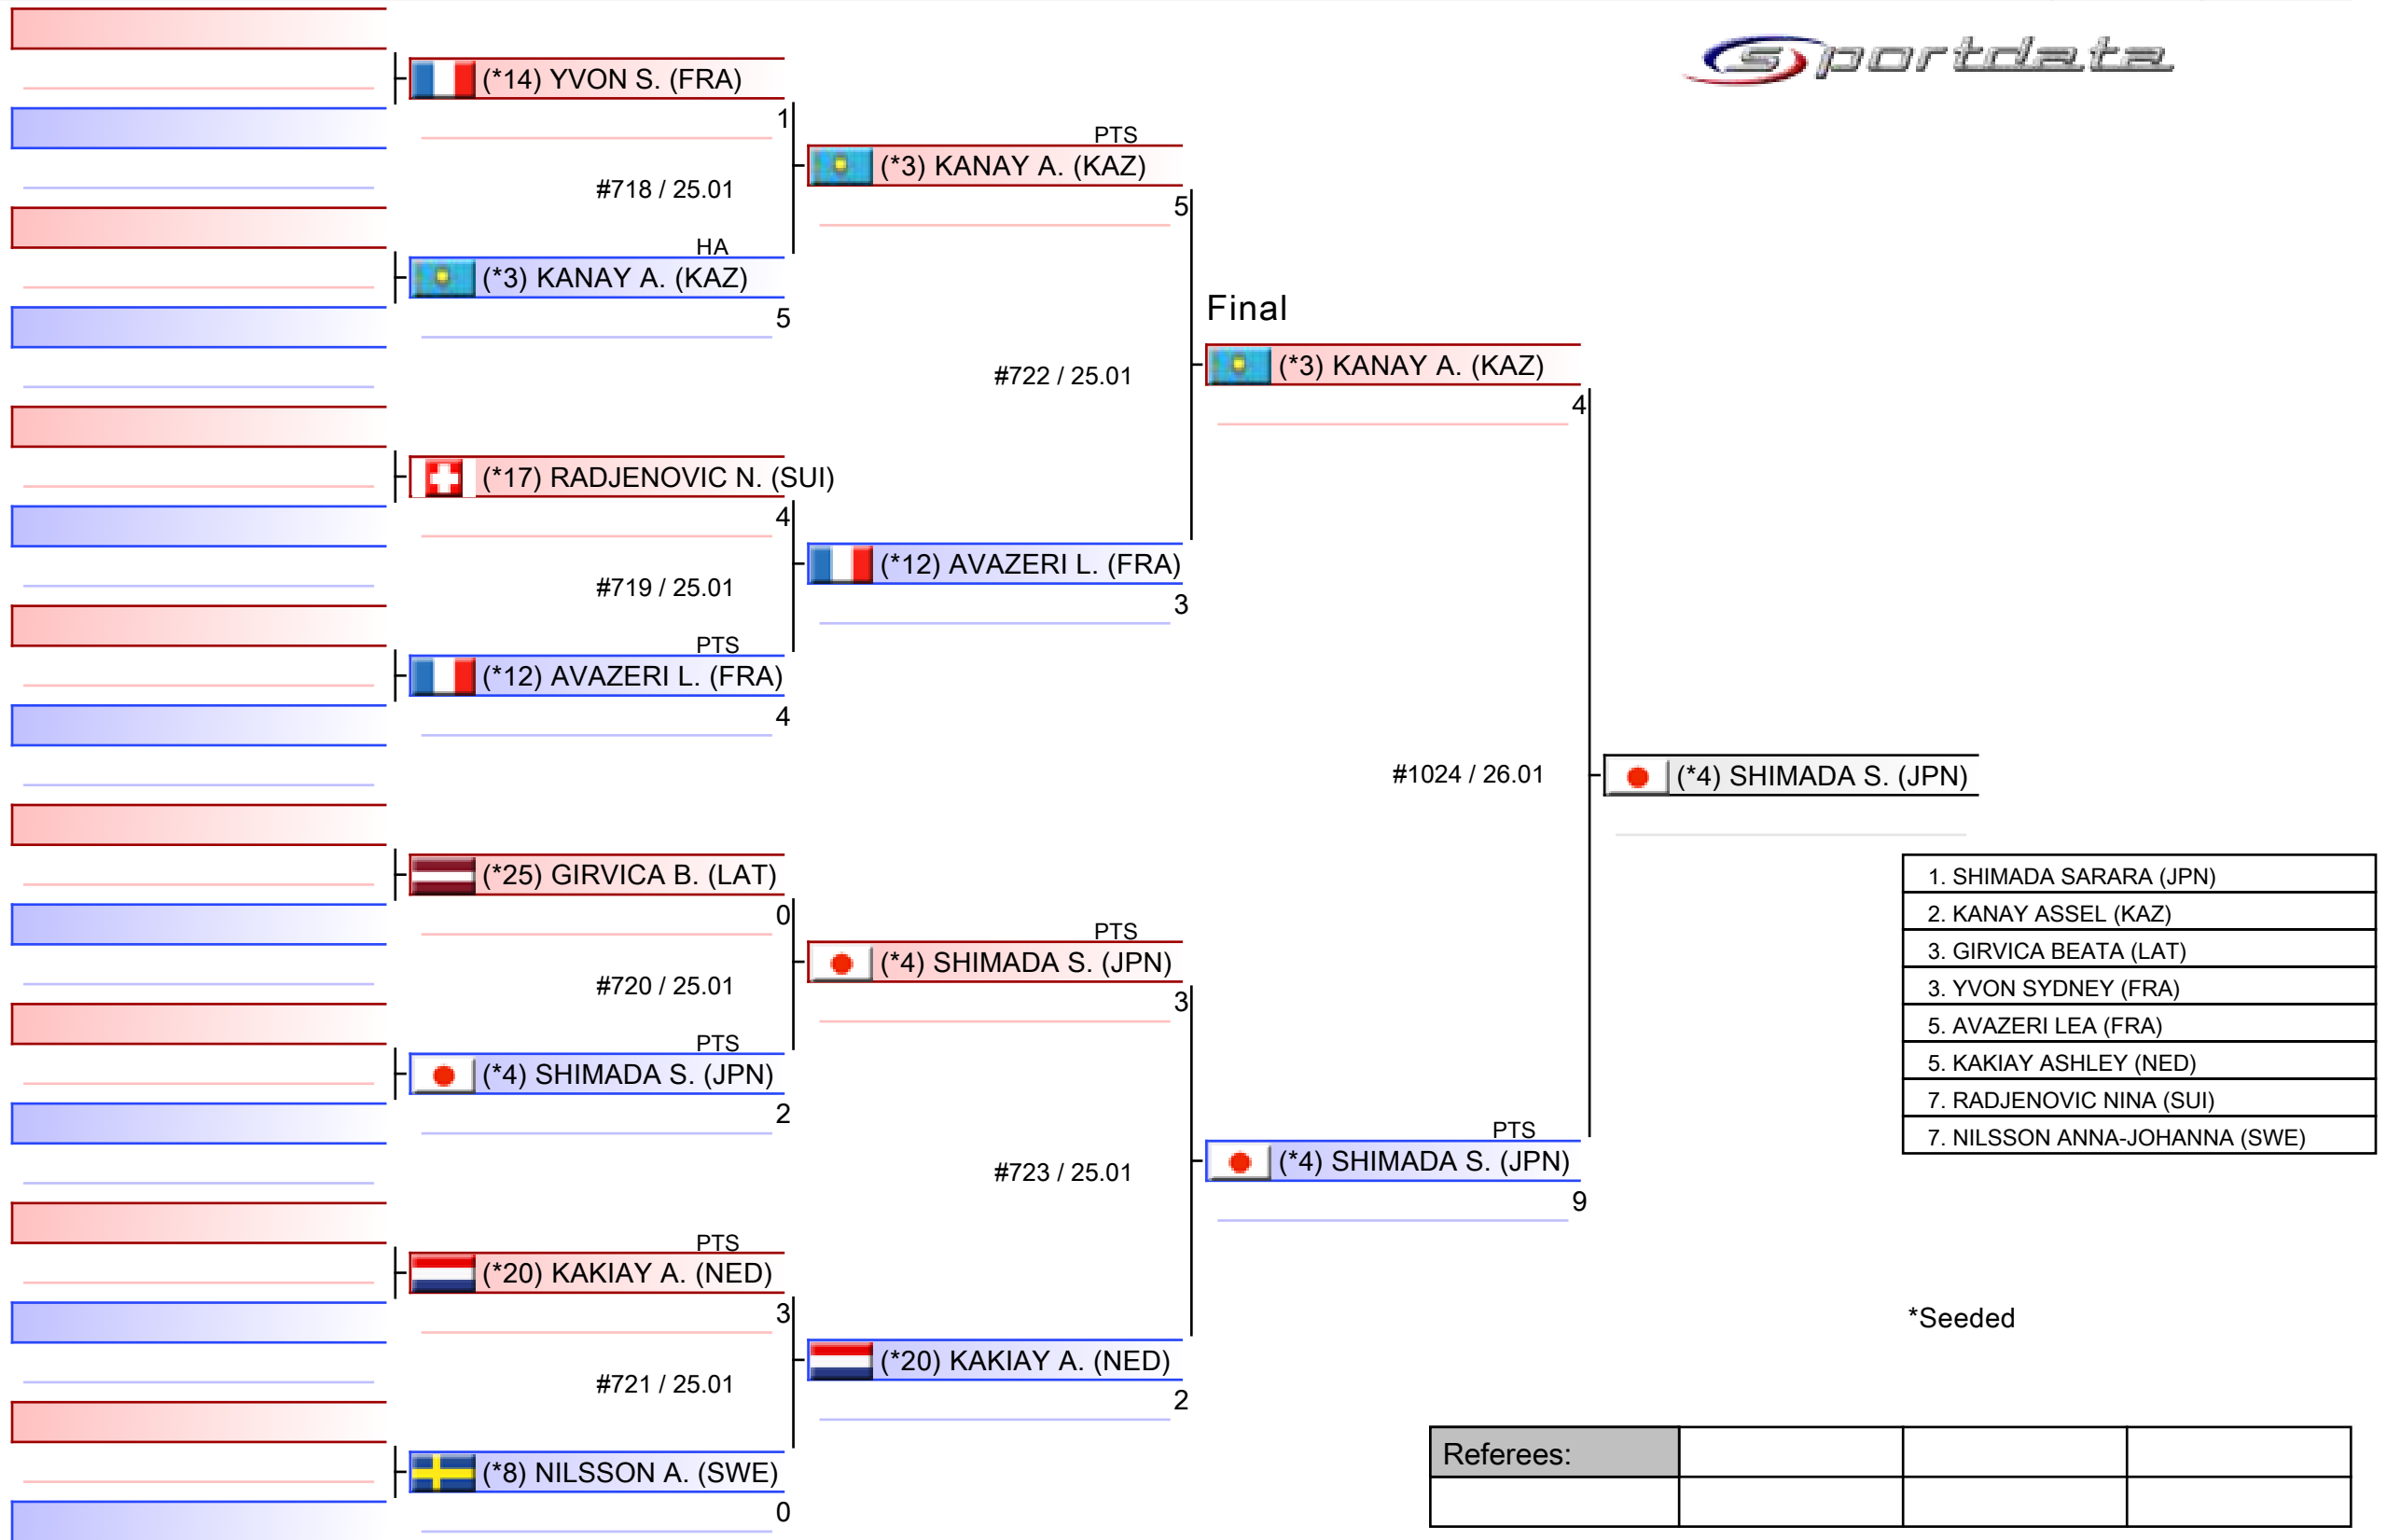 sportdata
(*14) YVON S. (FRA)
1
#718 / 25.01
HA
(*3) KANAY A. (KAZ)
5
(*17) RADJENOVIC N. (SUI)
4
#719 / 25.01
PTS
(*12) AVAZERI L. (FRA)
4
(*25) GIRVICA B. (LAT)
0
#720 / 25.01
PTS
(*4) SHIMADA S. (JPN)
2
PTS
(*20) KAKIAY A. (NED)
3
#721 / 25.01
(*8) NILSSON A. (SWE)
0
PTS
(*3) KANAY A. (KAZ)
5
#722 / 25.01
(*12) AVAZERI L. (FRA)
3
PTS
(*4) SHIMADA S. (JPN)
3
#723 / 25.01
(*20) KAKIAY A. (NED)
2
Final
(*3) KANAY A. (KAZ)
4
#1024 / 26.01
PTS
(*4) SHIMADA S. (JPN)
9
(*4) SHIMADA S. (JPN)
1. SHIMADA SARARA (JPN)
2. KANAY ASSEL (KAZ)
3. GIRVICA BEATA (LAT)
3. YVON SYDNEY (FRA)
5. AVAZERI LEA (FRA)
5. KAKIAY ASHLEY (NED)
7. RADJENOVIC NINA (SUI)
7. NILSSON ANNA-JOHANNA (SWE)
*Seeded
Referees: